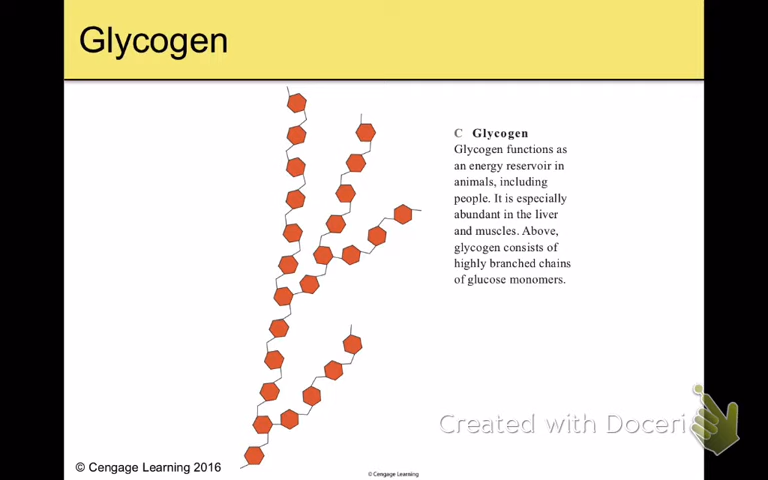 Glycogen
C Glycogen
Glycogen functions as
an energy reservoir in
animals, including
people. It is especially
abundant in the liver
and muscles. Above,
glycogen consists of
highly branched chains
of glucose monomers.
Created with Doceri
© Cengage Learning 2016
© Cengage Learning